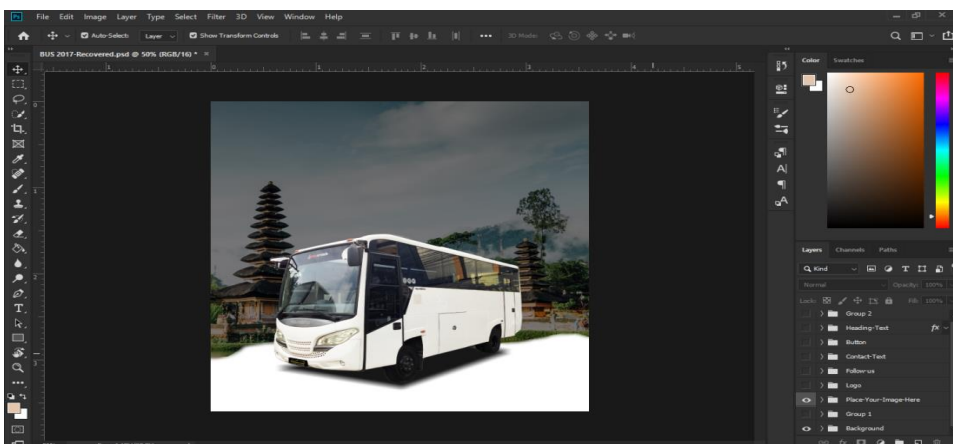 Ps File Edit Image Layer Type Select Filter 3D View Window Help
Auto-Select: Layer Show Transform Controls 3D Mode:
BUS 2017-Recovered.psd @ 50% (RGB/16) * ×
Color Swatches
Layers Channels Paths
Kind
Normal Opacity: 100%
Lock: Fill: 100%
Group 2
Heading-Text fx
Button
Contact-Text
Follow-us
Logo
Place-Your-Image-Here
Group 1
Background